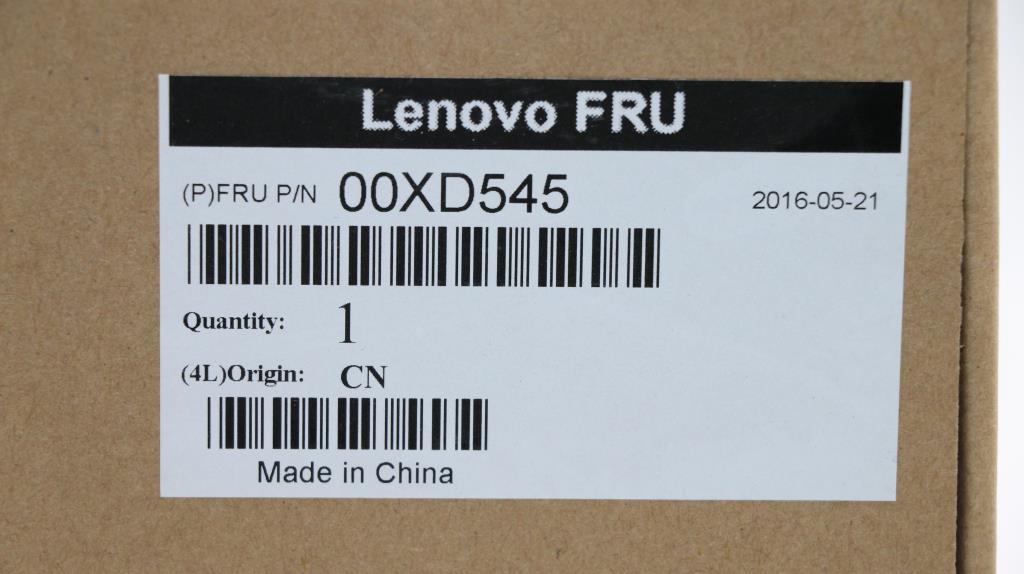 Lenovo FRU
(P)FRU P/N 00XD545 2016-05-21
Quantity: 1
(4L)Origin: CN
Made in China